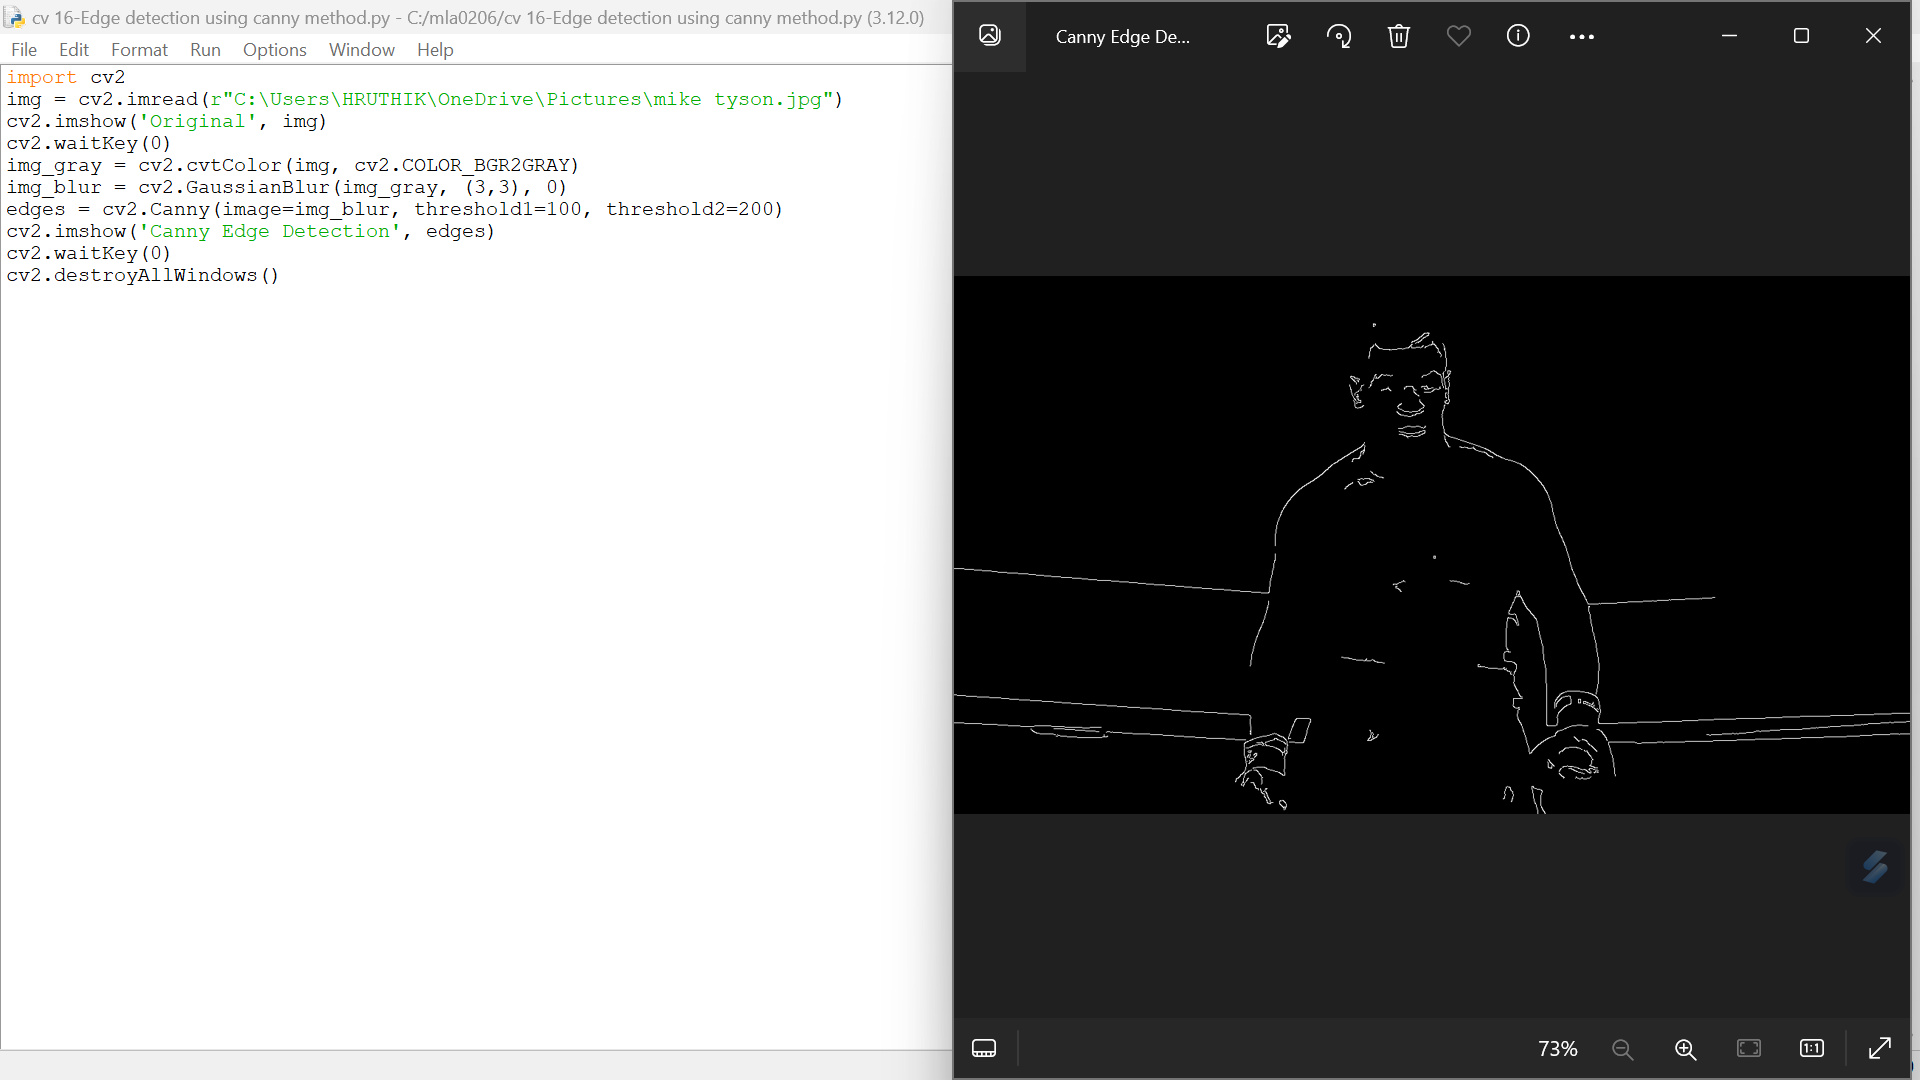 cv 16-Edge detection using canny method.py - C:/mla0206/cv 16-Edge detection using canny method.py (3.12.0)
File Edit Format Run Options Window Help
import cv2
img = cv2.imread(r"C:\Users\HRUTHIK\OneDrive\Pictures\mike tyson.jpg")
cv2.imshow('Original', img)
cv2.waitKey(0)
img_gray = cv2.cvtColor(img, cv2.COLOR_BGR2GRAY)
img_blur = cv2.GaussianBlur(img_gray, (3,3), 0)
edges = cv2.Canny(image=img_blur, threshold1=100, threshold2=200)
cv2.imshow('Canny Edge Detection', edges)
cv2.waitKey(0)
cv2.destroyAllWindows()
Canny Edge De...
73%
1:1